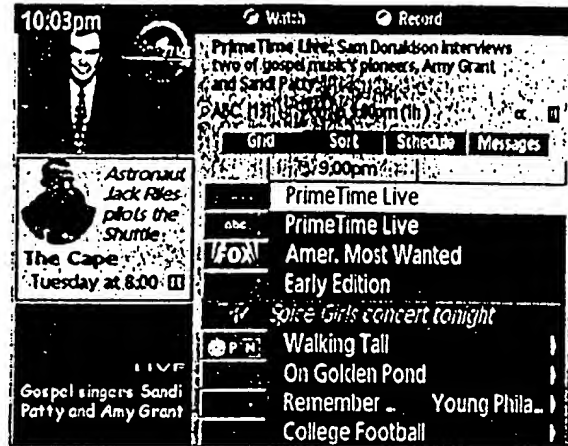 10:03pm
Watch Record
PrimeTime Live; Sam Donaldson interviews
two of gospel music's pioneers, Amy Grant
and Sandi Patty
ABC
Grid Sort Schedule Messages
9:00pm
PrimeTime Live
abc PrimeTime Live
FOX Amer. Most Wanted
Early Edition
Spice Girls concert tonight
Walking Tall
On Golden Pond
Remember ... Young Phila...
College Football
Astronaut
Jack Riles
pilots the
Shuttle
The Cape
Tuesday at 8:00
LIVE
Gospel singers Sandi
Patty and Amy Grant